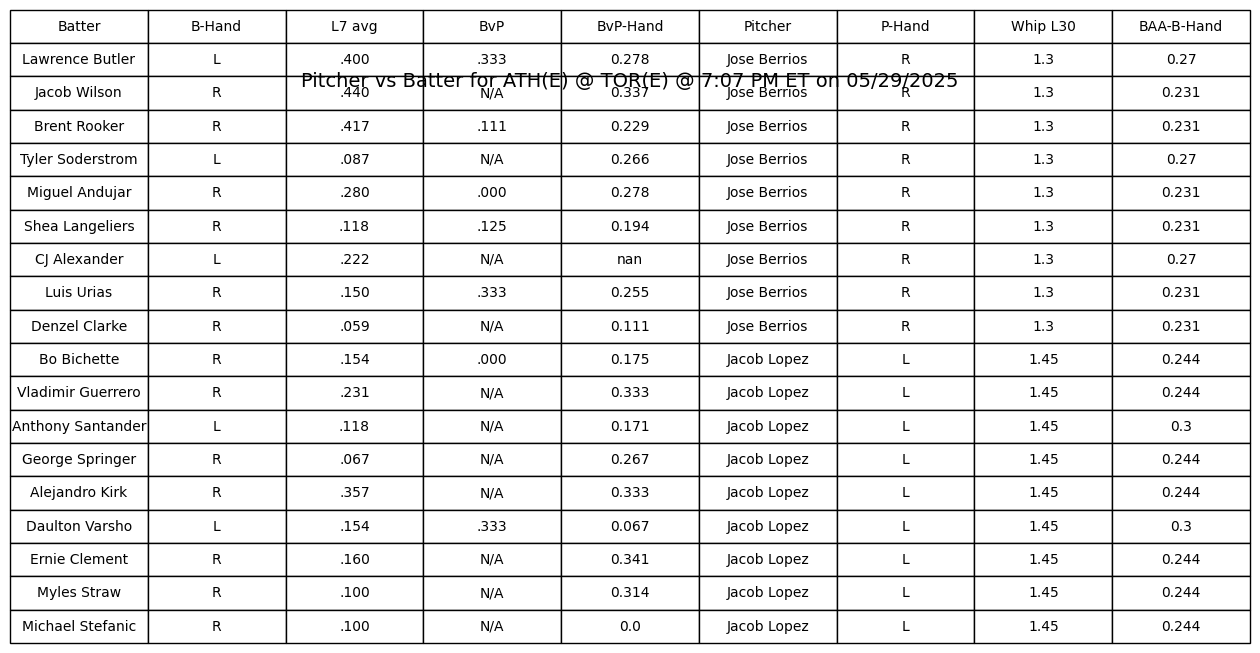 Batter B-Hand L7 avg BvP BvP-Hand Pitcher P-Hand Whip L30 BAA-B-Hand
Lawrence Butler L .400 .333 0.278 Jose Berrios R 1.3 0.27
Pitcher vs Batter for ATH(E) @ TOR(E) @ 7:07 PM ET on 05/29/2025
Jacob Wilson R .440 N/A 0.337 Jose Berrios R 1.3 0.231
Brent Rooker R .417 .111 0.229 Jose Berrios R 1.3 0.231
Tyler Soderstrom L .087 N/A 0.266 Jose Berrios R 1.3 0.27
Miguel Andujar R .280 .000 0.278 Jose Berrios R 1.3 0.231
Shea Langeliers R .118 .125 0.194 Jose Berrios R 1.3 0.231
CJ Alexander L .222 N/A nan Jose Berrios R 1.3 0.27
Luis Urias R .150 .333 0.255 Jose Berrios R 1.3 0.231
Denzel Clarke R .059 N/A 0.111 Jose Berrios R 1.3 0.231
Bo Bichette R .154 .000 0.175 Jacob Lopez L 1.45 0.244
Vladimir Guerrero R .231 N/A 0.333 Jacob Lopez L 1.45 0.244
Anthony Santander L .118 N/A 0.171 Jacob Lopez L 1.45 0.3
George Springer R .067 N/A 0.267 Jacob Lopez L 1.45 0.244
Alejandro Kirk R .357 N/A 0.333 Jacob Lopez L 1.45 0.244
Daulton Varsho L .154 .333 0.067 Jacob Lopez L 1.45 0.3
Ernie Clement R .160 N/A 0.341 Jacob Lopez L 1.45 0.244
Myles Straw R .100 N/A 0.314 Jacob Lopez L 1.45 0.244
Michael Stefanic R .100 N/A 0.0 Jacob Lopez L 1.45 0.244